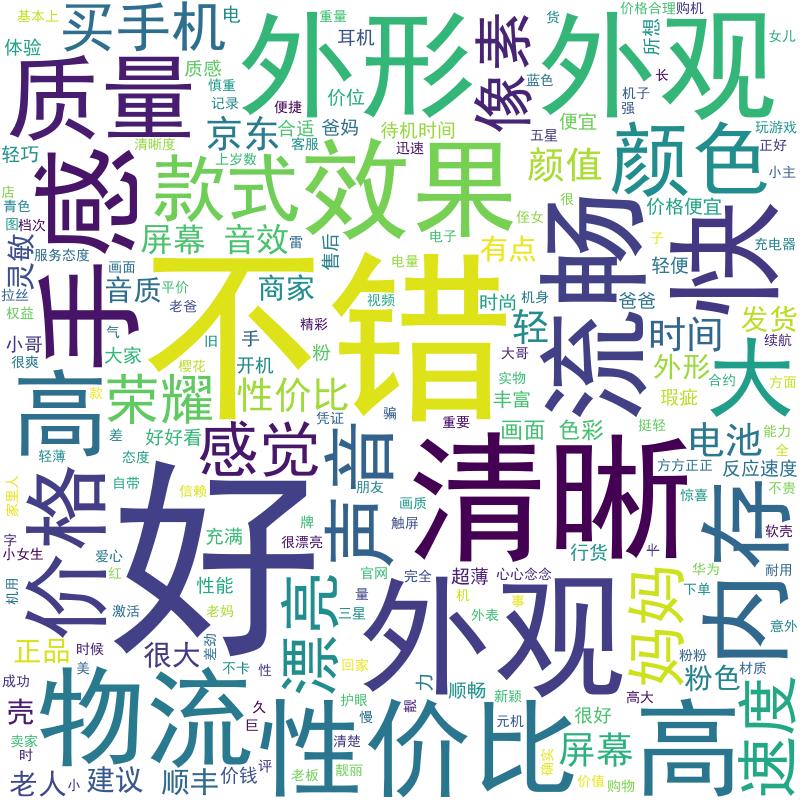 基本上
电
重量
货
价格合理
购机
买手机
外形
像素
外观
所想
女儿
体验
耳机
质感
慎重
记录
便捷
价位
蓝色
长
机子
强
质量
清晰度
京东
合适
爸妈
待机时间
便宜
颜色
玩游戏
客服
迅速
五星
正好
轻巧
手感
上岁数
款式
效果
颜值
小主
店
青色
图
档次
很
侄女
价格便宜
流畅
快
灵敏
服务态度
屏幕
音效
雷
售后
电子
有点
子
充电器
画面
不错
电量
轻便
拉丝
音质
平价
商家
视频
时尚
机身
爸爸
权益
老爸
轻
时间
发货
小哥
气
旧
手
精彩
续航
很爽
大家
樱花
开机
粉
大哥
外形
大
高
款
荣耀
性价比
实物
丰富
合约
方面
瑕疵
差
好好看
感觉
凭证
骗
重要
画面
色彩
挺轻
电池
能力
全
轻薄
态度
声音
清晰
方方正正
反应速度
家里人
价格
自带
好
信赖
朋友
画质
惊喜
内存
不贵
字
充满
牌
触屏
软壳
小女生
爱心
很漂亮
行货
乎
机用
红
官网
完全
超薄
心心念念
华为
耐用
激活
性能
漂亮
外观
妈妈
下单
老妈
三星
量
机
外表
事
意外
正品
时候
很大
差劲
粉粉
美
不卡
性
回家
力
顺畅
新颖
粉色
材质
成功
物流
护眼
靓
高大
速度
壳
久
巨
性价比
慢
元机
很好
高
卖家
时
清楚
屏幕
确实
老人
小
建议
顺丰
价钱
评
老板
靓丽
价值
购物